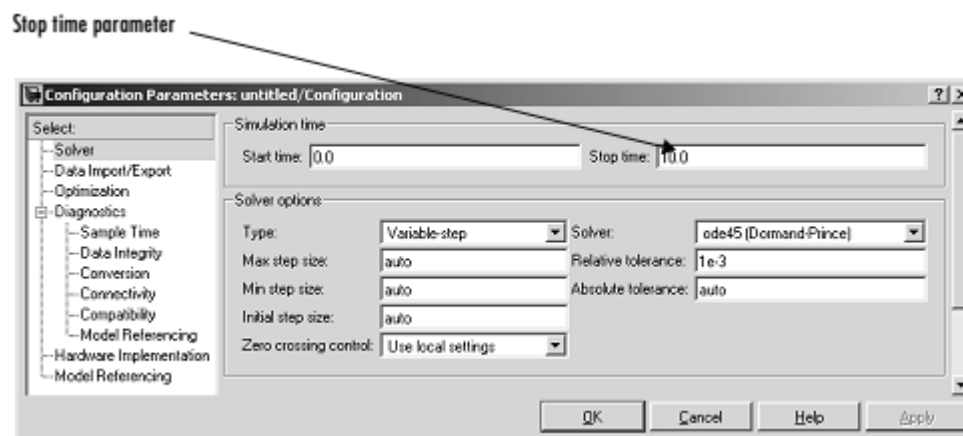 Stop time parameter
Configuration Parameters: untitled/Configuration
Select:
Solver
Data Import/Export
Optimization
Diagnostics
Sample Time
Data Integrity
Conversion
Connectivity
Compatibility
Model Referencing
Hardware Implementation
Model Referencing
Simulation time
Start time: 0.0 Stop time: 10.0
Solver options
Type: Variable-step Solver: ode45 (Dormand-Prince)
Max step size: auto Relative tolerance: 1e-3
Min step size: auto Absolute tolerance: auto
Initial step size: auto
Zero crossing control: Use local settings
OK Cancel Help Apply